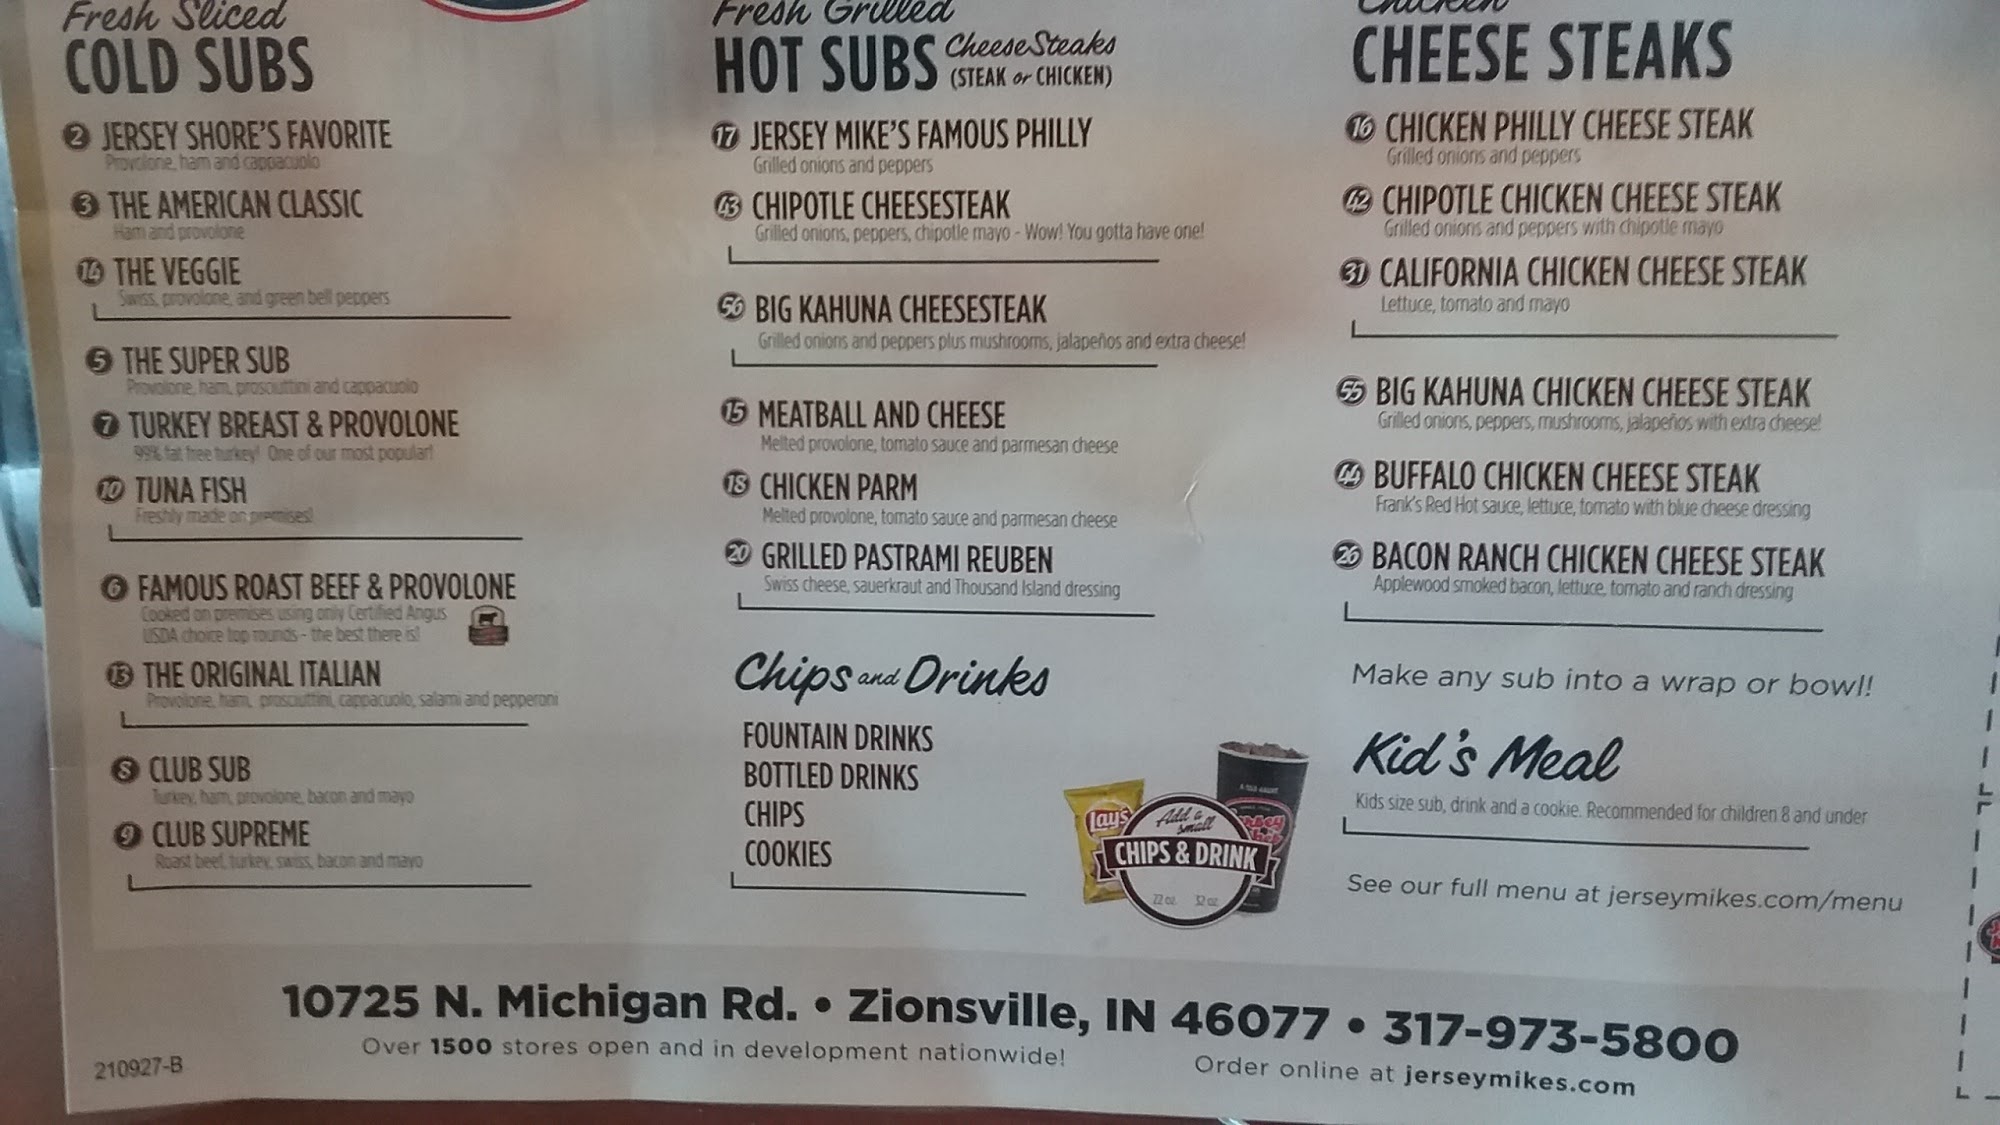 Fresh Sliced
COLD SUBS
2 JERSEY SHORE'S FAVORITE
Provolone, ham and cappacuolo
3 THE AMERICAN CLASSIC
Ham and provolone
14 THE VEGGIE
Swiss, provolone, and green bell peppers
5 THE SUPER SUB
Provolone, ham, prosciuttini and cappacuolo
7 TURKEY BREAST & PROVOLONE
99% fat free turkey! One of our most popular!
10 TUNA FISH
Freshly made on premises!
6 FAMOUS ROAST BEEF & PROVOLONE
Cooked on premises using only Certified Angus
USDA choice top rounds - the best there is!
13 THE ORIGINAL ITALIAN
Provolone, ham, prosciuttini, cappacuolo, salami and pepperoni
8 CLUB SUB
Turkey, ham, provolone, bacon and mayo
9 CLUB SUPREME
Roast beef, turkey, swiss, bacon and mayo
Fresh Grilled
HOT SUBS CheeseSteaks
(STEAK or CHICKEN)
17 JERSEY MIKE'S FAMOUS PHILLY
Grilled onions and peppers
43 CHIPOTLE CHEESESTEAK
Grilled onions, peppers, chipotle mayo - Wow! You gotta have one!
56 BIG KAHUNA CHEESESTEAK
Grilled onions and peppers plus mushrooms, jalapeños and extra cheese!
15 MEATBALL AND CHEESE
Melted provolone, tomato sauce and parmesan cheese
18 CHICKEN PARM
Melted provolone, tomato sauce and parmesan cheese
20 GRILLED PASTRAMI REUBEN
Swiss cheese, sauerkraut and Thousand Island dressing
Chips and Drinks
FOUNTAIN DRINKS
BOTTLED DRINKS
CHIPS
COOKIES
Lay's
Add a
small
CHIPS & DRINK
22 oz. 32 oz.
Chicken
CHEESE STEAKS
16 CHICKEN PHILLY CHEESE STEAK
Grilled onions and peppers
42 CHIPOTLE CHICKEN CHEESE STEAK
Grilled onions and peppers with chipotle mayo
31 CALIFORNIA CHICKEN CHEESE STEAK
Lettuce, tomato and mayo
55 BIG KAHUNA CHICKEN CHEESE STEAK
Grilled onions, peppers, mushrooms, jalapeños with extra cheese!
44 BUFFALO CHICKEN CHEESE STEAK
Frank's Red Hot sauce, lettuce, tomato with blue cheese dressing
26 BACON RANCH CHICKEN CHEESE STEAK
Applewood smoked bacon, lettuce, tomato and ranch dressing
Make any sub into a wrap or bowl!
Kid's Meal
Kids size sub, drink and a cookie. Recommended for children 8 and under
See our full menu at jerseymikes.com/menu
10725 N. Michigan Rd. • Zionsville, IN 46077 • 317-973-5800
Over 1500 stores open and in development nationwide!
Order online at jerseymikes.com
210927-B